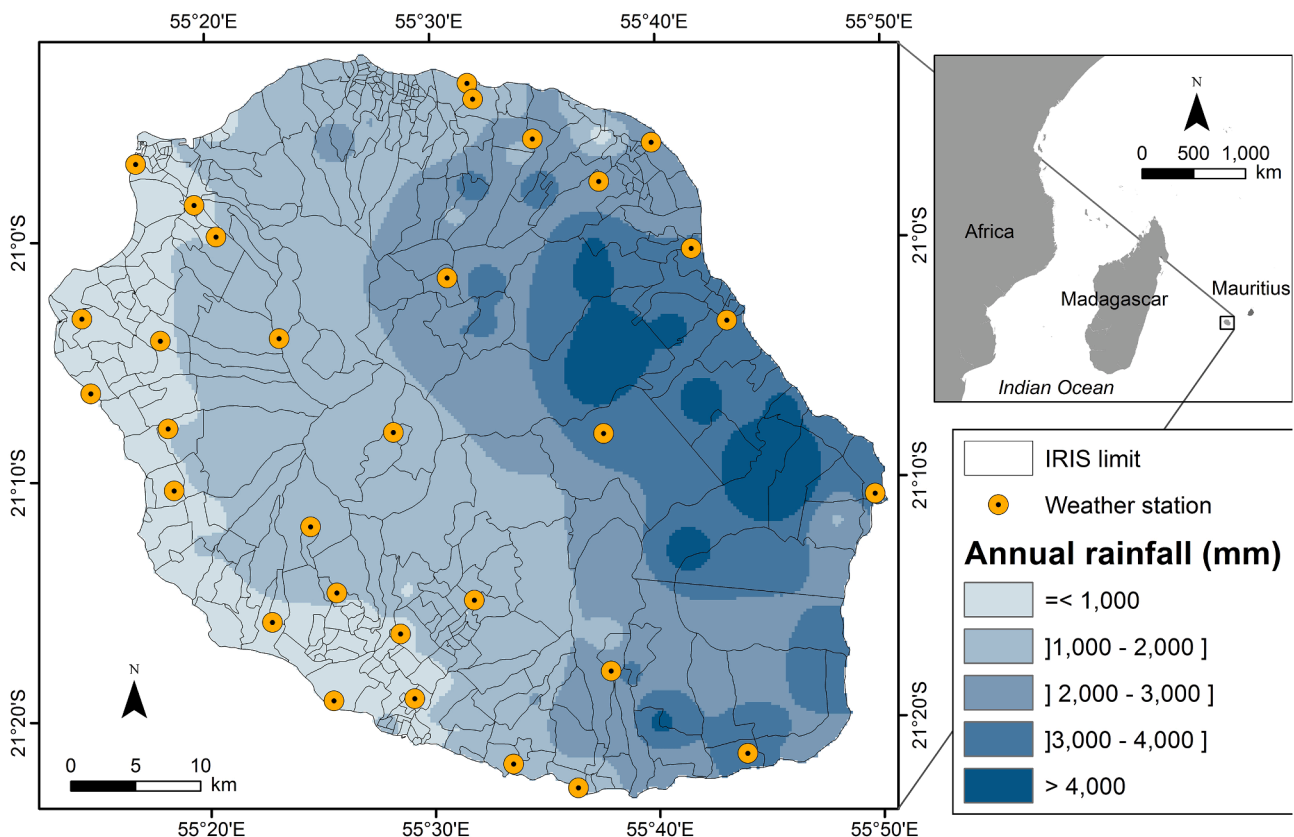 55°20'E 55°30'E 55°40'E 55°50'E
21°0'S
21°10'S
21°20'S
N
0 5 10
km
55°20'E 55°30'E 55°40'E 55°50'E
21°0'S
21°10'S
21°20'S
N
0 500 1,000
km
Africa
Madagascar
Mauritius
Indian Ocean
IRIS limit
Weather station
Annual rainfall (mm)
=< 1,000
]1,000 - 2,000 ]
] 2,000 - 3,000 ]
]3,000 - 4,000 ]
> 4,000